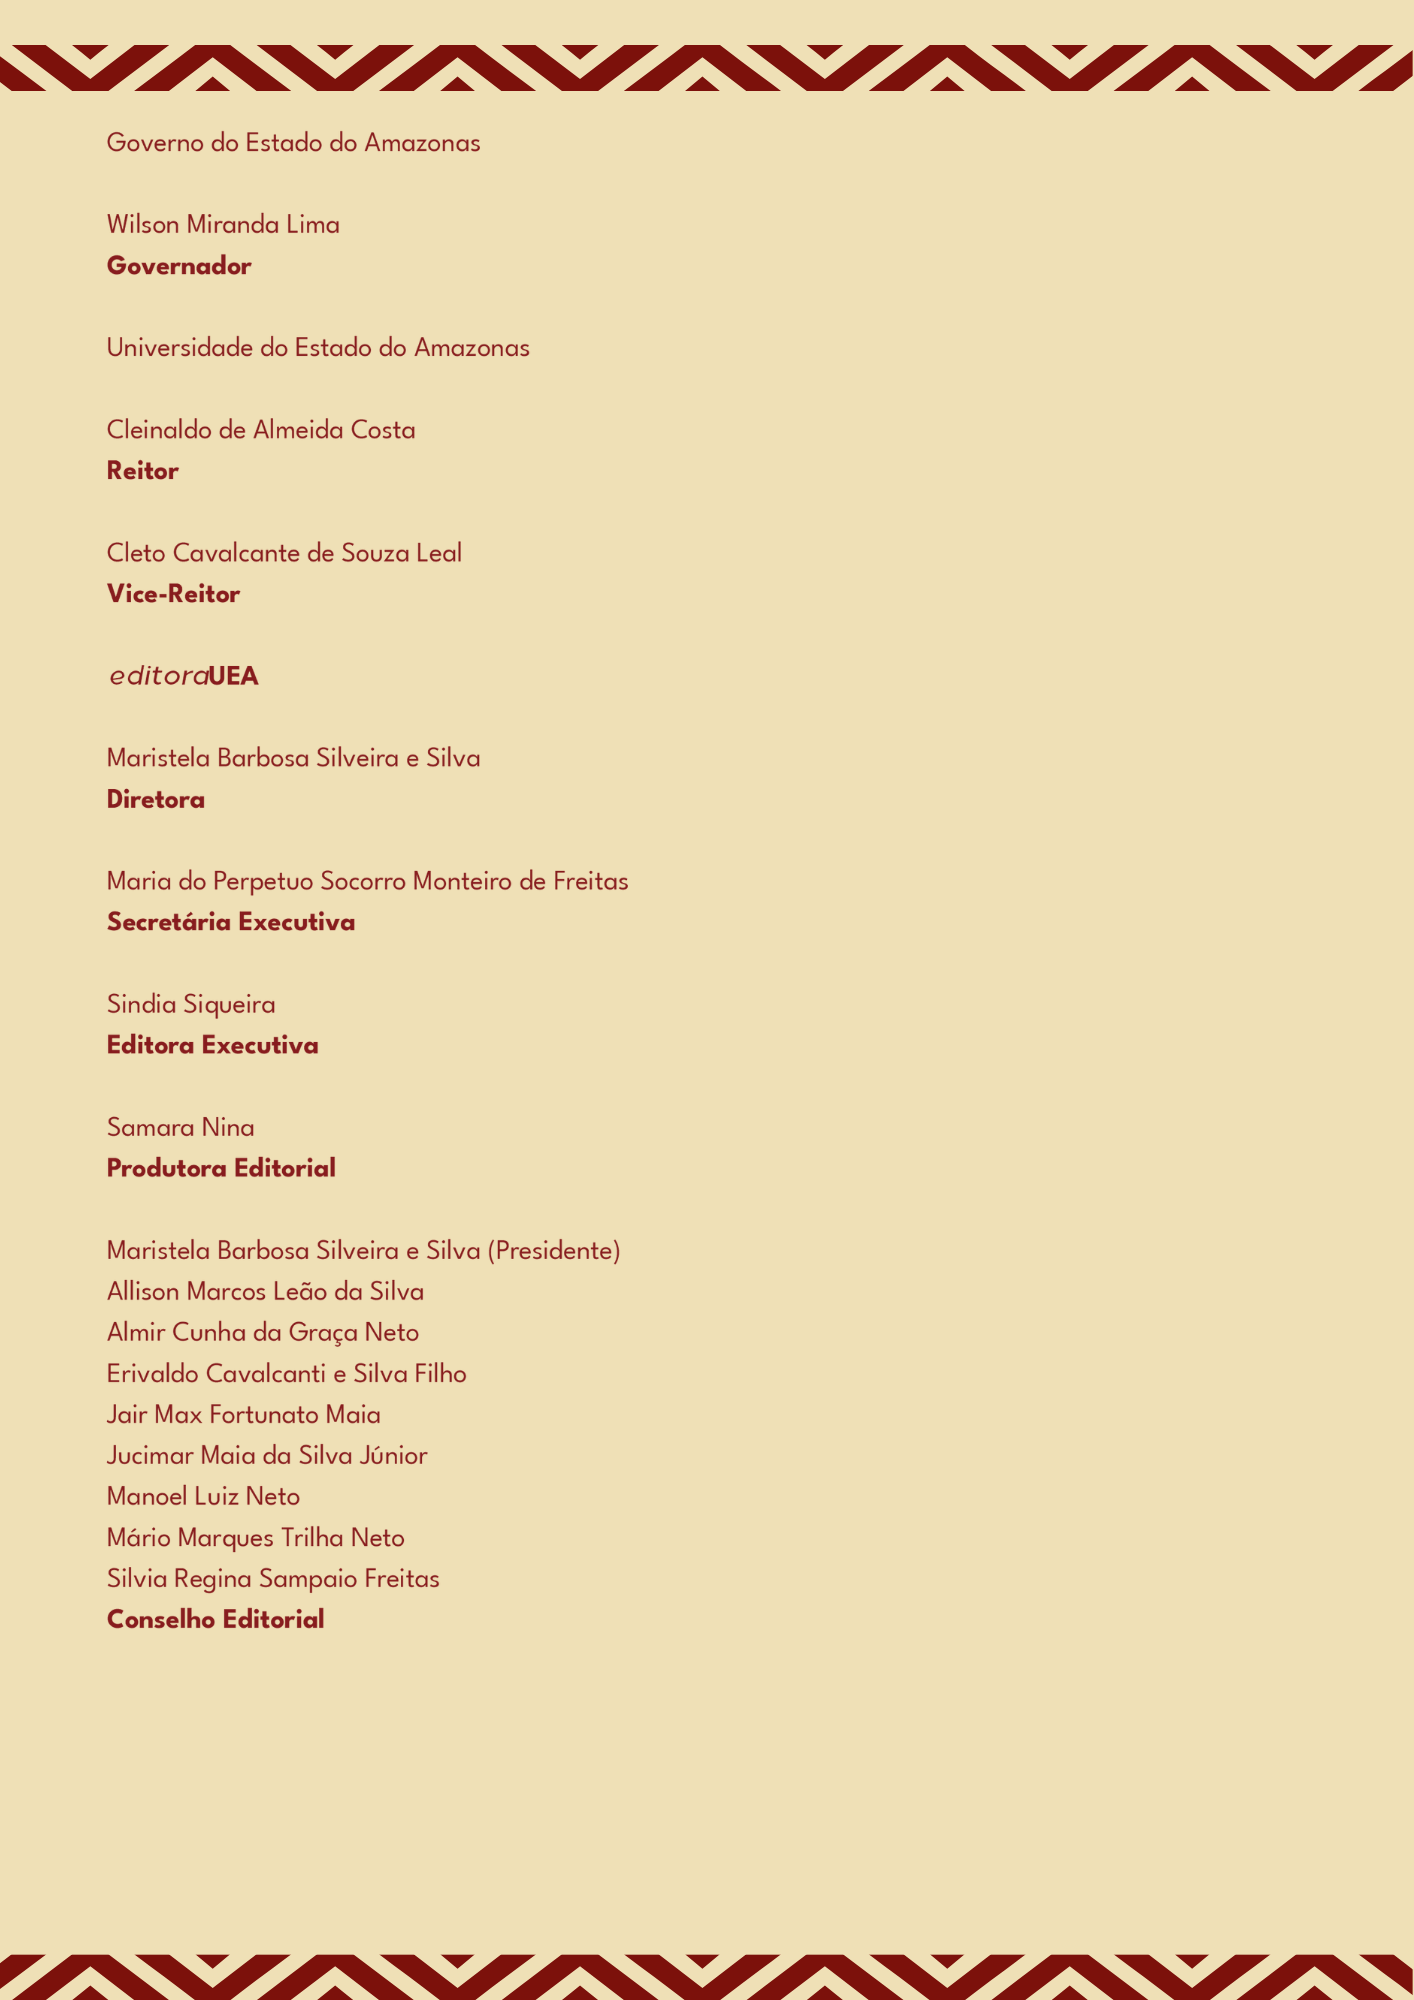 Governo do Estado do Amazonas
Wilson Miranda Lima
Governador
Universidade do Estado do Amazonas
Cleinaldo de Almeida Costa
Reitor
Cleto Cavalcante de Souza Leal
Vice-Reitor
editoraUEA
Maristela Barbosa Silveira e Silva
Diretora
Maria do Perpetuo Socorro Monteiro de Freitas
Secretária Executiva
Sindia Siqueira
Editora Executiva
Samara Nina
Produtora Editorial
Maristela Barbosa Silveira e Silva (Presidente)
Allison Marcos Leão da Silva
Almir Cunha da Graça Neto
Erivaldo Cavalcanti e Silva Filho
Jair Max Fortunato Maia
Jucimar Maia da Silva Júnior
Manoel Luiz Neto
Mário Marques Trilha Neto
Silvia Regina Sampaio Freitas
Conselho Editorial